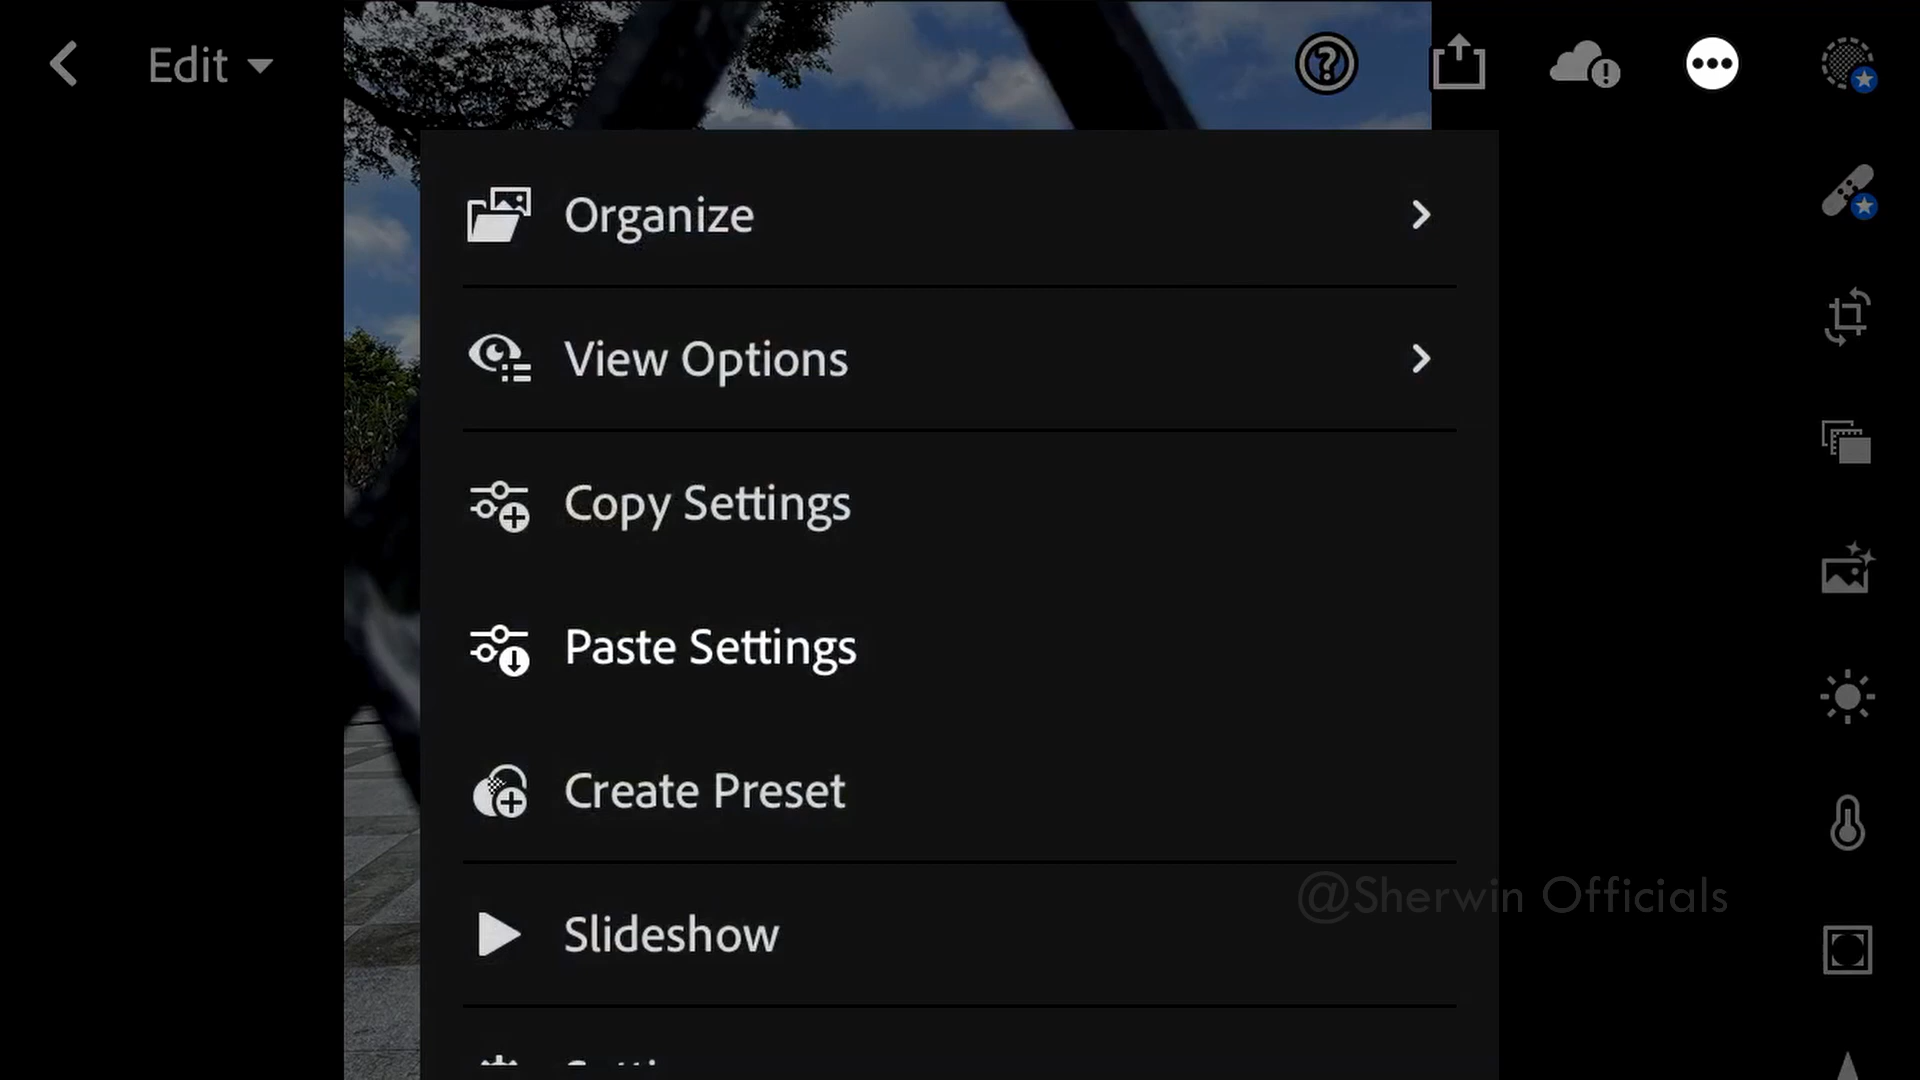 Edit
Organize
View Options
Copy Settings
Paste Settings
Create Preset
@Sherwin Officials
Slideshow